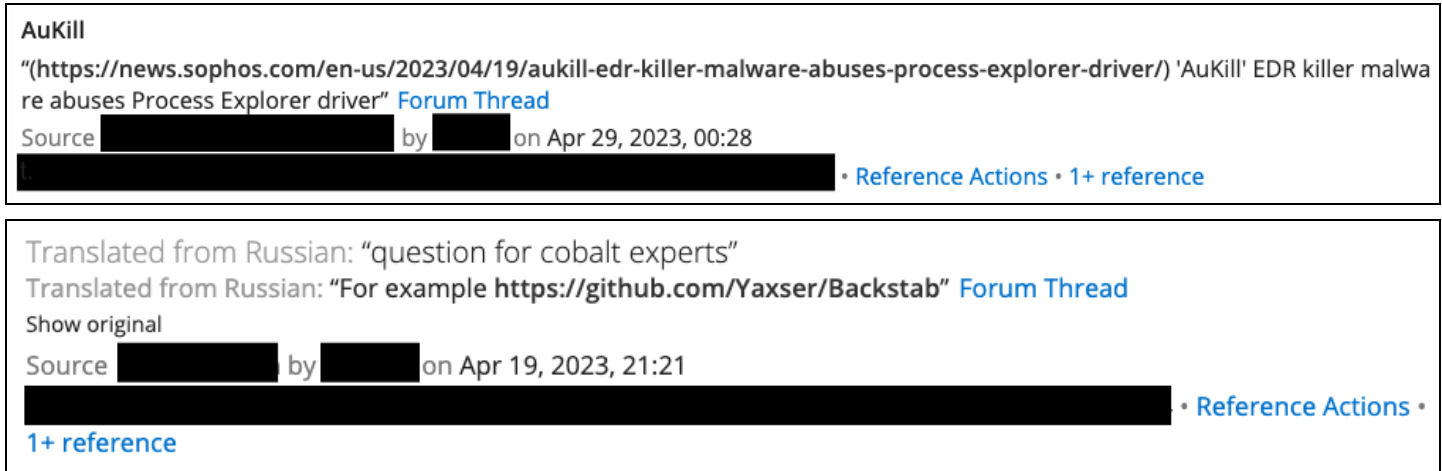 AuKill
“(https://news.sophos.com/en-us/2023/04/19/aukill-edr-killer-malware-abuses-process-explorer-driver/) 'AuKill' EDR killer malwa
re abuses Process Explorer driver” Forum Thread
Source by on Apr 29, 2023, 00:28
• Reference Actions • 1+ reference
Translated from Russian: “question for cobalt experts”
Translated from Russian: “For example https://github.com/Yaxser/Backstab” Forum Thread
Show original
Source by on Apr 19, 2023, 21:21
• Reference Actions •
1+ reference